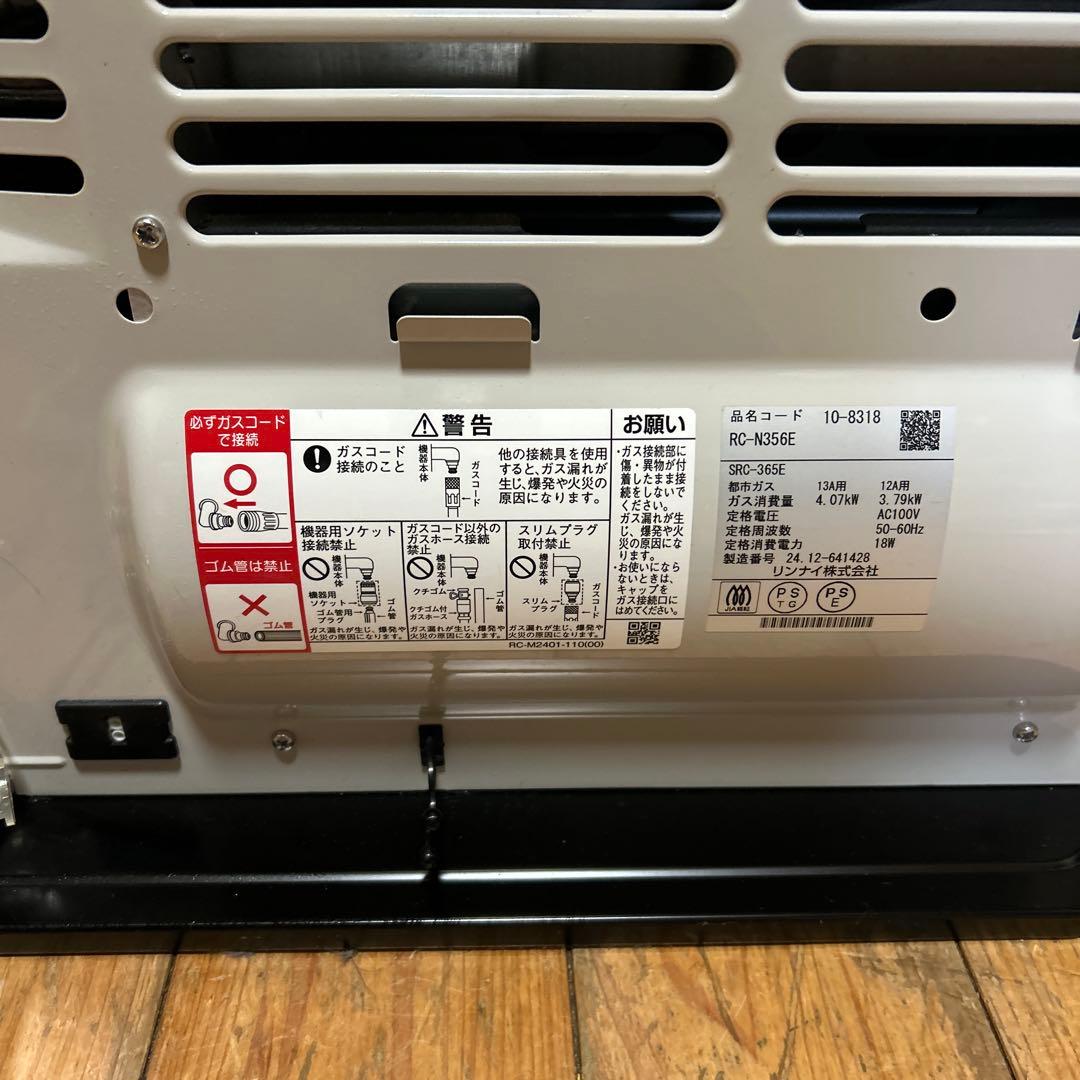 必ずガスコード
で接続
ゴム管は禁止
ゴム管
警告
ガスコード
接続のこと
機器本体
ガスコード
他の接続具を使用
すると、ガス漏れが
生じ、爆発や火災の
原因になります。
機器用ソケット
接続禁止
機器本体
機器用
ソケット
ゴム管用
プラグ
ゴム管
ガス漏れが生じ、爆発や
火災の原因になります。
ガスコード以外の
ガスホース接続
禁止
機器本体
クチゴム
クチゴム付
ガスホース
ゴム管
ガス漏れが生じ、爆発や
火災の原因になります。
スリムプラグ
取付禁止
機器本体
スリム
プラグ
ガスコード
ガス漏れが生じ、爆発や
火災の原因になります。
RC-M2401-110(00)
お願い
・ガス接続部に
傷・異物が付
着したまま接
続をしないで
ください。
ガス漏れが生
じ、爆発や火
災の原因にな
ります。
・お使いになら
ないときは、
キャップを
ガス接続口に
はめてください。
品名コード 10-8318
RC-N356E
SRC-365E
都市ガス 13A用 12A用
ガス消費量 4.07kW 3.79kW
定格電圧 AC100V
定格周波数 50-60Hz
定格消費電力 18W
製造番号 24.12-641428
リンナイ株式会社
JIA認証
PS
TG
PS
E